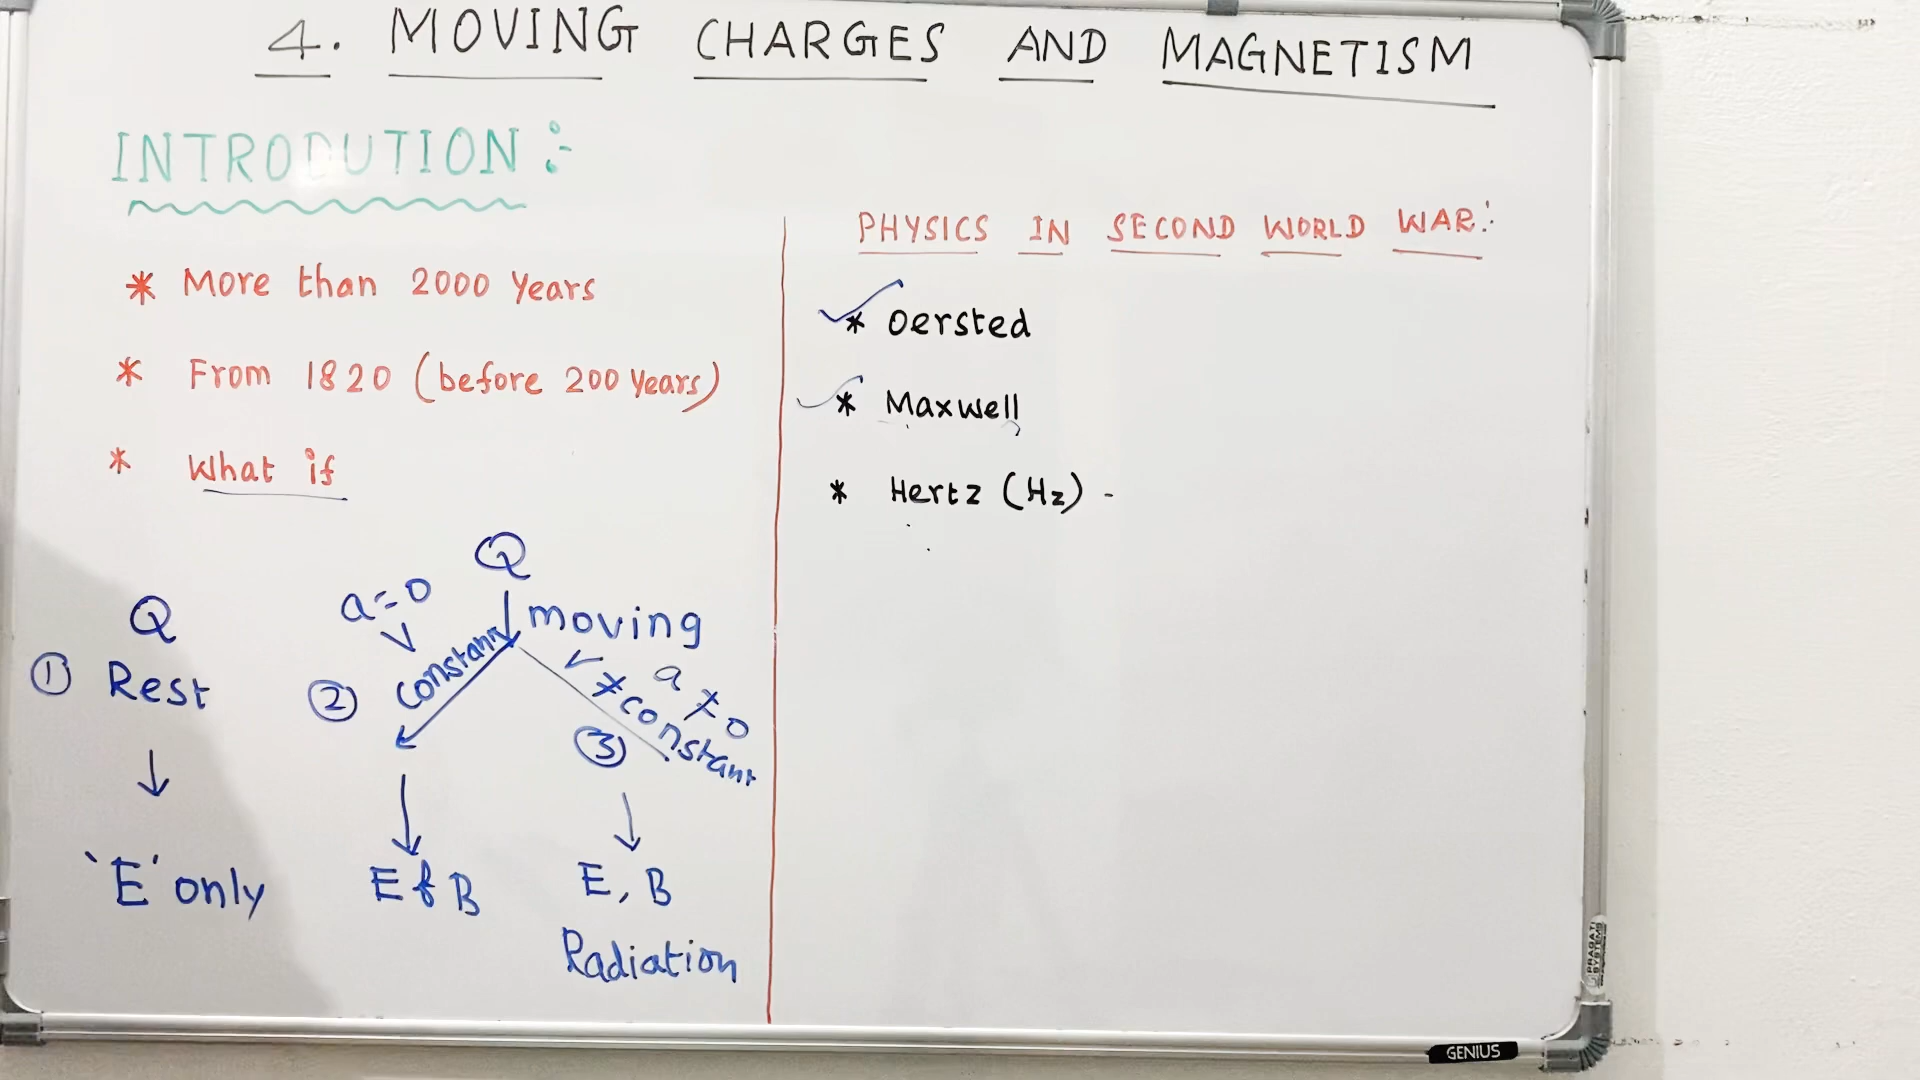 4. MOVING CHARGES AND MAGNETISM
INTRODUTION :-
* More than 2000 Years
* From 1820 (before 200 Years)
* What if
Q
① Rest
↓
'E' only
Q
↓ moving
a=0
V
constant
②
↓
E & B
V ≠ constant
a ≠ 0
③
↓
E, B
Radiation
PHYSICS IN SECOND WORLD WAR :
✓ * Oersted
✓ * Maxwell
* Hertz (Hz) -
PRAGATI SYSTEMS
GENIUS